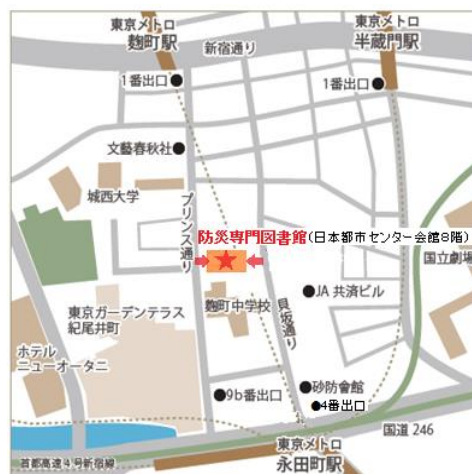 東京メトロ
麹町駅
新宿通り
東京メトロ
半蔵門駅
1番出口
1番出口
文藝春秋社
城西大学
プリンス通り
防災専門図書館(日本都市センター会館8階)
国立劇場
麹町中学校
貝坂通り
JA 共済ビル
東京ガーデンテラス
紀尾井町
ホテル
ニューオータニ
9b番出口
砂防會館
4番出口
国道 246
首都高速4号新宿線
東京メトロ
永田町駅